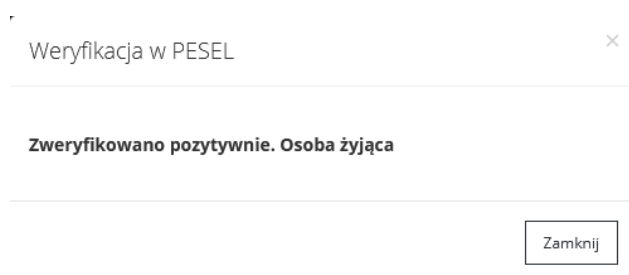 Weryfikacja w PESEL
×
Zweryfikowano pozytywnie. Osoba żyjąca
Zamknij